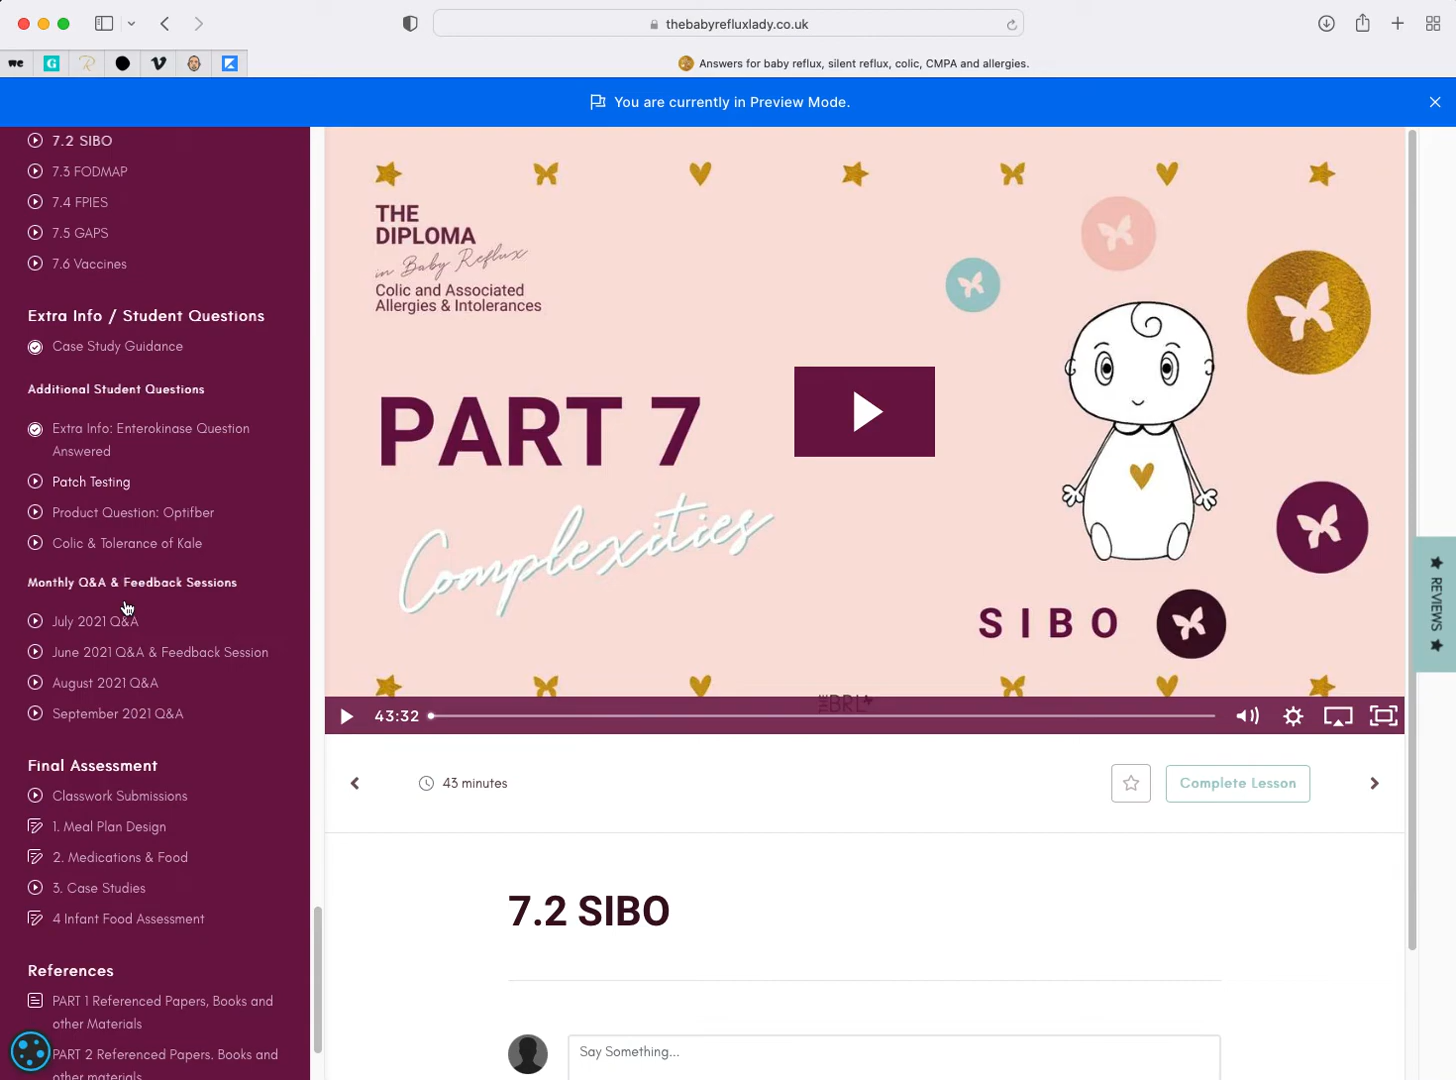 thebabyrefluxlady.co.uk
we
G
R
Answers for baby reflux, silent reflux, colic, CMPA and allergies.
You are currently in Preview Mode.
7.2 SIBO
7.3 FODMAP
7.4 FPIES
7.5 GAPS
7.6 Vaccines
Extra Info / Student Questions
Case Study Guidance
Additional Student Questions
Extra Info: Enterokinase Question
Answered
Patch Testing
Product Question: Optifber
Colic & Tolerance of Kale
Monthly Q&A & Feedback Sessions
July 2021 Q&A
June 2021 Q&A & Feedback Session
August 2021 Q&A
September 2021 Q&A
Final Assessment
Classwork Submissions
1. Meal Plan Design
2. Medications & Food
3. Case Studies
4 Infant Food Assessment
References
PART 1 Referenced Papers, Books and
other Materials
PART 2 Referenced Papers. Books and
other materials
THE
DIPLOMA
in Baby Reflux
Colic and Associated
Allergies & Intolerances
PART 7
Complexities
SIBO
THE BRL
43:32
43 minutes
Complete Lesson
7.2 SIBO
Say Something...
★ REVIEWS ★